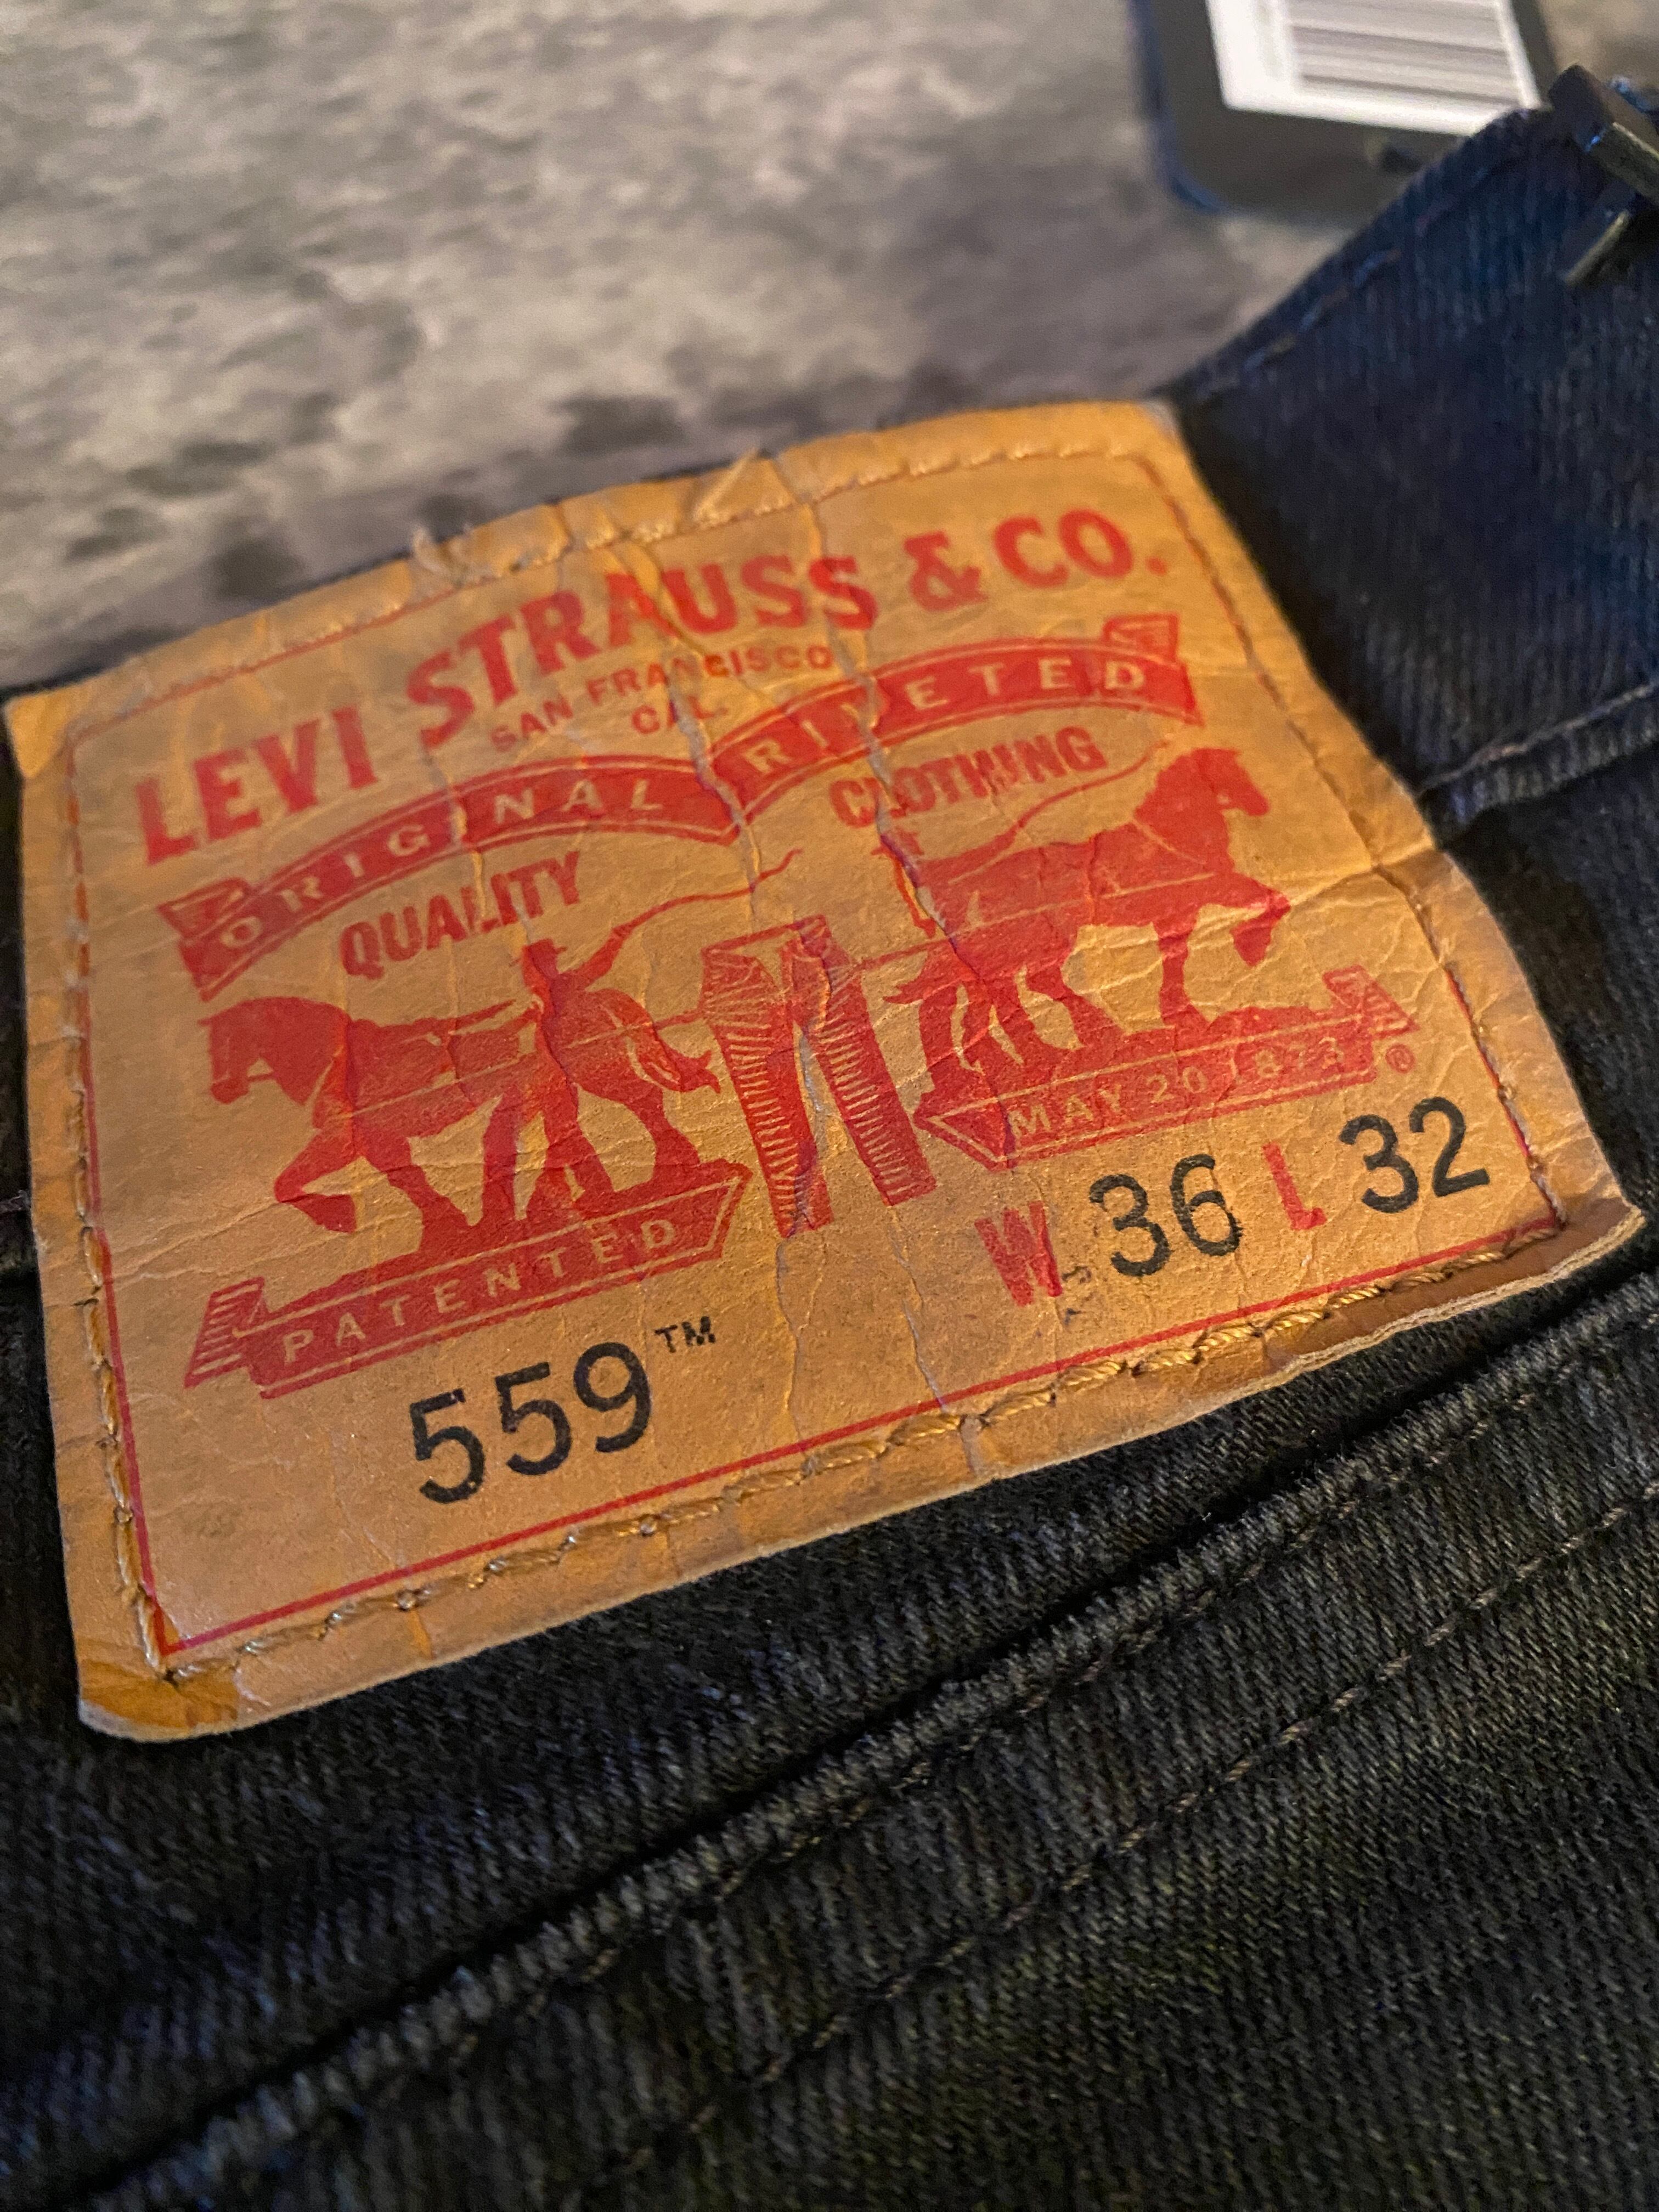 LEVI STRAUSS & CO.
SAN FRANCISCO
CAL.
ORIGINAL RIVETED
QUALITY CLOTHING
PATENTED MAY 20 1873 ®
559™ W 36 L 32